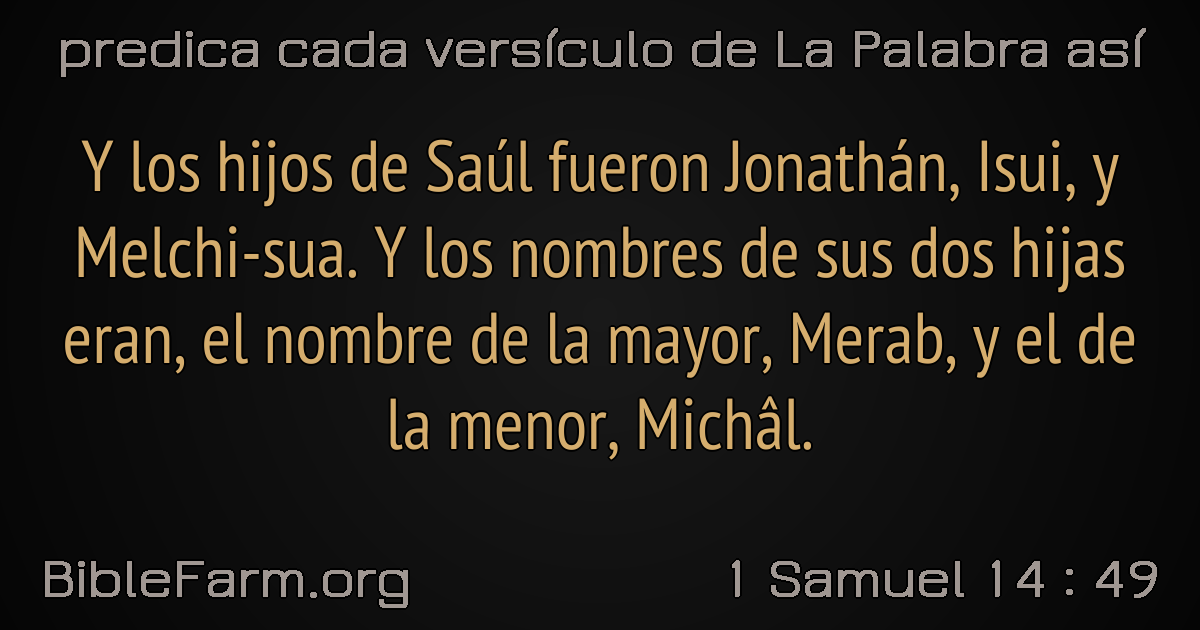 predica cada versículo de La Palabra así
Y los hijos de Saúl fueron Jonathán, Isui, y
Melchi-sua. Y los nombres de sus dos hijas
eran, el nombre de la mayor, Merab, y el de
la menor, Michâl.
BibleFarm.org 1 Samuel 14 : 49